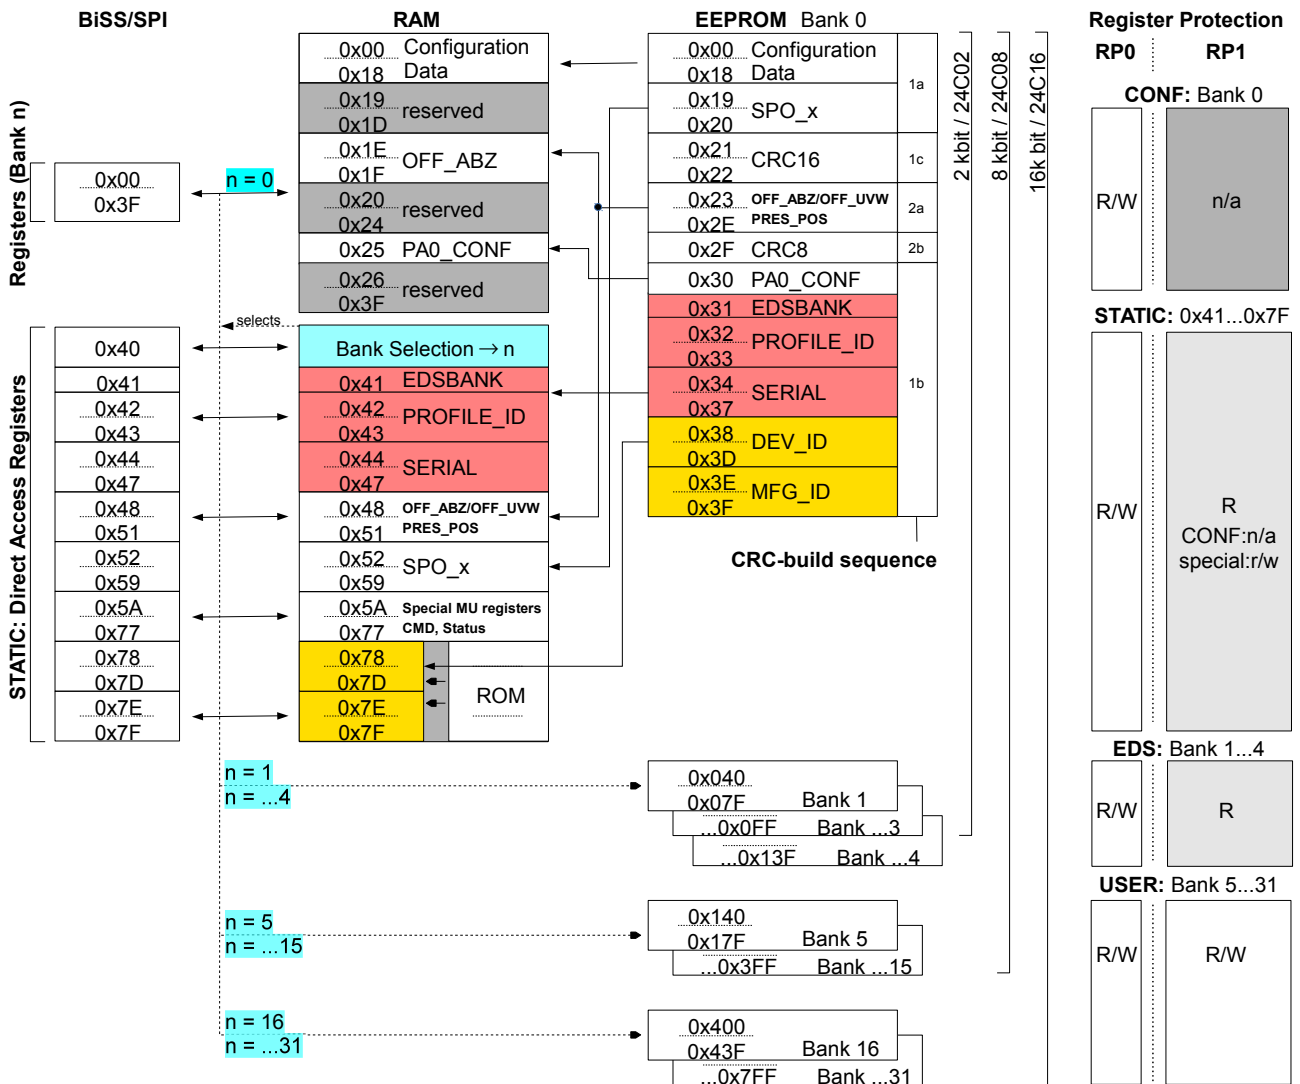 BiSS/SPI
RAM
EEPROM Bank 0
Register Protection
RP0 RP1
Registers (Bank n)
0x00
0x3F
n = 0
0x00 Configuration
0x18 Data
0x19
0x1D reserved
0x1E
0x1F OFF_ABZ
0x20
0x24 reserved
0x25 PA0_CONF
0x26
0x3F reserved
selects
STATIC: Direct Access Registers
0x40
0x41
0x42
0x43
0x44
0x47
0x48
0x51
0x52
0x59
0x5A
0x77
0x78
0x7D
0x7E
0x7F
Bank Selection → n
0x41 EDSBANK
0x42
0x43 PROFILE_ID
0x44
0x47 SERIAL
0x48 OFF_ABZ/OFF_UVW
0x51 PRES_POS
0x52
0x59 SPO_x
0x5A Special MU registers
0x77 CMD, Status
0x78
0x7D
0x7E
0x7F
ROM
0x00 Configuration
0x18 Data
0x19
0x20 SPO_x
1a
0x21
0x22 CRC16
1c
0x23 OFF_ABZ/OFF_UVW
0x2E PRES_POS
2a
0x2F CRC8
2b
0x30 PA0_CONF
0x31 EDSBANK
0x32
0x33 PROFILE_ID
0x34
0x37 SERIAL
0x38
0x3D DEV_ID
0x3E
0x3F MFG_ID
1b
CRC-build sequence
2 kbit / 24C02
8 kbit / 24C08
16k bit / 24C16
n = 1
n = ...4
0x040
0x07F Bank 1
...0x0FF Bank ...3
...0x13F Bank ...4
n = 5
n = ...15
0x140
0x17F Bank 5
...0x3FF Bank ...15
n = 16
n = ...31
0x400
0x43F Bank 16
...0x7FF Bank ...31
CONF: Bank 0
R/W n/a
STATIC: 0x41...0x7F
R/W R
CONF:n/a
special:r/w
EDS: Bank 1...4
R/W R
USER: Bank 5...31
R/W R/W